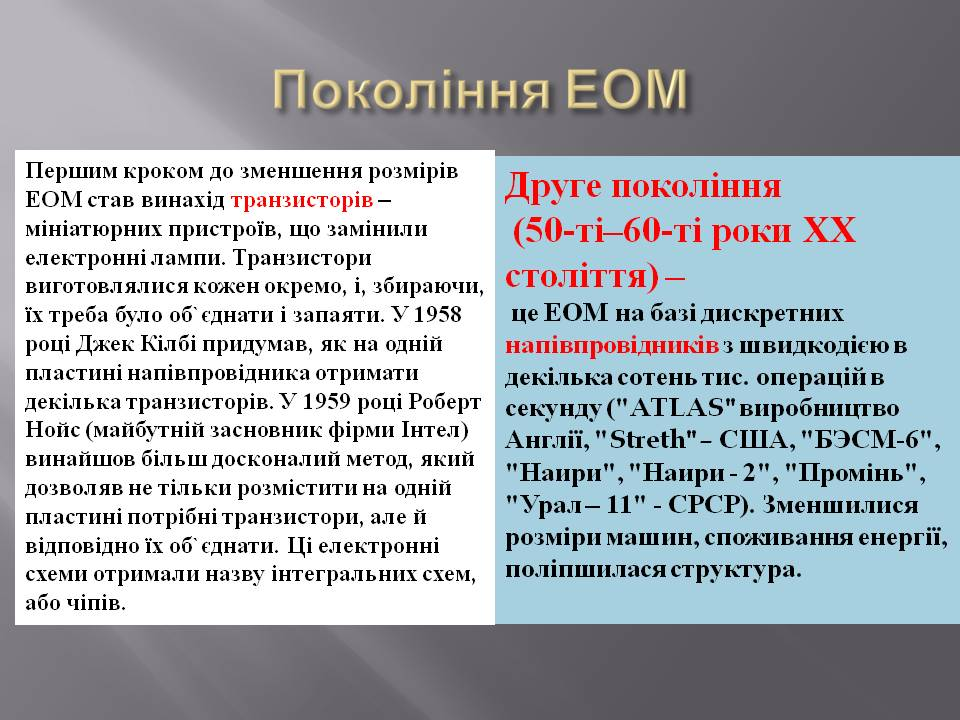 Покоління ЕОМ
Першим кроком до зменшення розмірів
ЕОМ став винахід транзисторів –
мініатюрних пристроїв, що замінили
електронні лампи. Транзистори
виготовлялися кожен окремо, і, збираючи,
їх треба було об`єднати і запаяти. У 1958
році Джек Кілбі придумав, як на одній
пластині напівпровідника отримати
декілька транзисторів. У 1959 році Роберт
Нойс (майбутній засновник фірми Інтел)
винайшов більш досконалий метод, який
дозволяв не тільки розмістити на одній
пластині потрібні транзистори, але й
відповідно їх об`єднати. Ці електронні
схеми отримали назву інтегральних схем,
або чіпів.
Друге покоління
(50-ті–60-ті роки XX
століття) –
це ЕОМ на базі дискретних
напівпровідників з швидкодією в
декілька сотень тис. операцій в
секунду ("ATLAS" виробництво
Англії, "Streth" – США, "БЭСМ-6",
"Наири", "Наири - 2", "Промінь",
"Урал – 11" - СРСР). Зменшилися
розміри машин, споживання енергії,
поліпшилася структура.